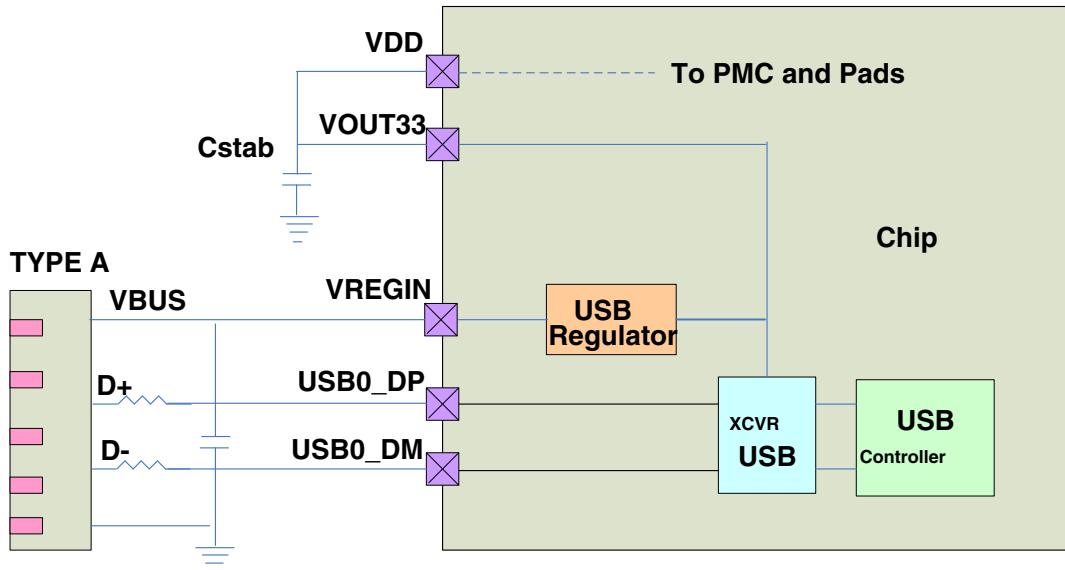 VDD
To PMC and Pads
VOUT33
Cstab
Chip
TYPE A
VBUS
VREGIN
USB
Regulator
D+
USB0_DP
D-
USB0_DM
XCVR
USB
USB
Controller